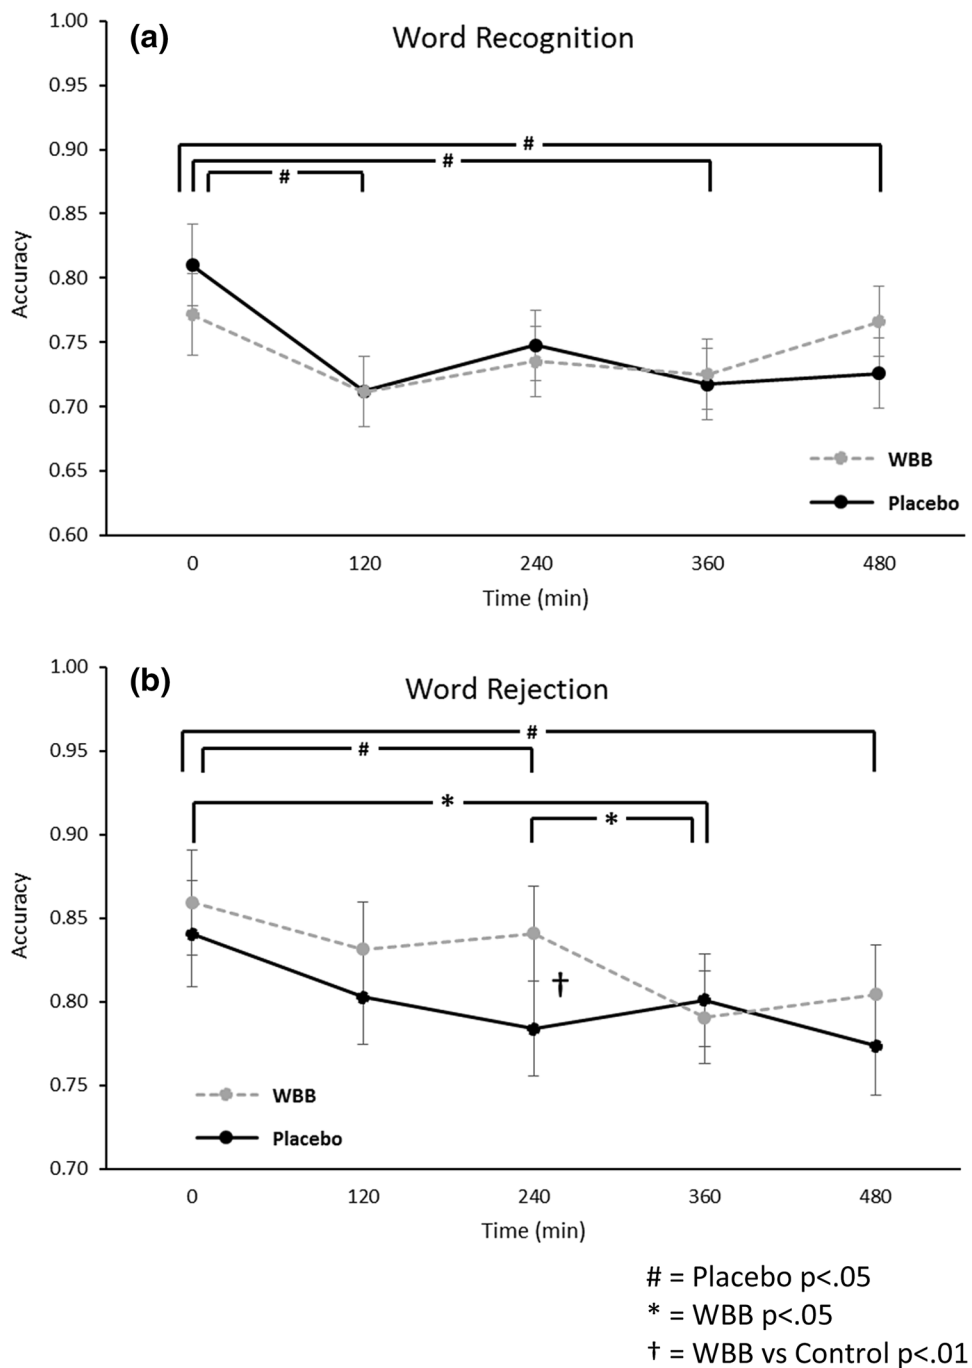 (a)
Word Recognition
1.00
0.95
0.90
0.85
0.80
0.75
0.70
0.65
0.60
Accuracy
#
#
#
WBB
Placebo
0 120 240 360 480
Time (min)
(b)
Word Rejection
1.00
0.95
0.90
0.85
0.80
0.75
0.70
Accuracy
#
#
*
*
†
WBB
Placebo
0 120 240 360 480
Time (min)
# = Placebo p<.05
* = WBB p<.05
† = WBB vs Control p<.01